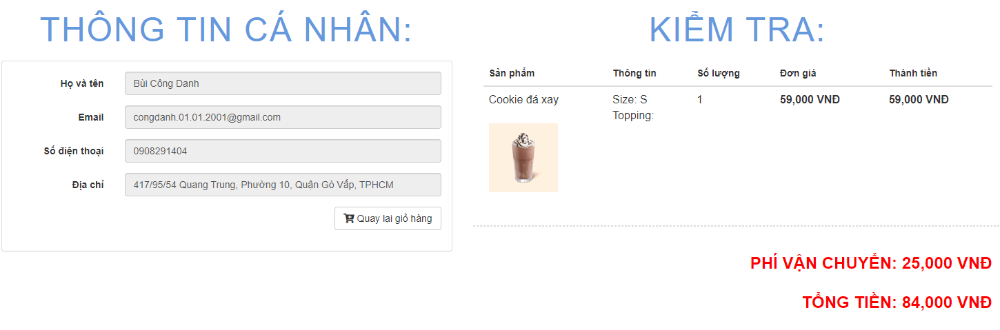 THÔNG TIN CÁ NHÂN:
Họ và tên
Bùi Công Danh
Email
congdanh.01.01.2001@gmail.com
Số điện thoại
0908291404
Địa chỉ
417/95/54 Quang Trung, Phường 10, Quận Gò Vấp, TPHCM
Quay lại giỏ hàng
KIỂM TRA:
Sản phẩm Thông tin Số lượng Đơn giá Thành tiền
Cookie đá xay Size: S 1 59,000 VNĐ 59,000 VNĐ
Topping:
PHÍ VẬN CHUYỂN: 25,000 VNĐ
TỔNG TIỀN: 84,000 VNĐ